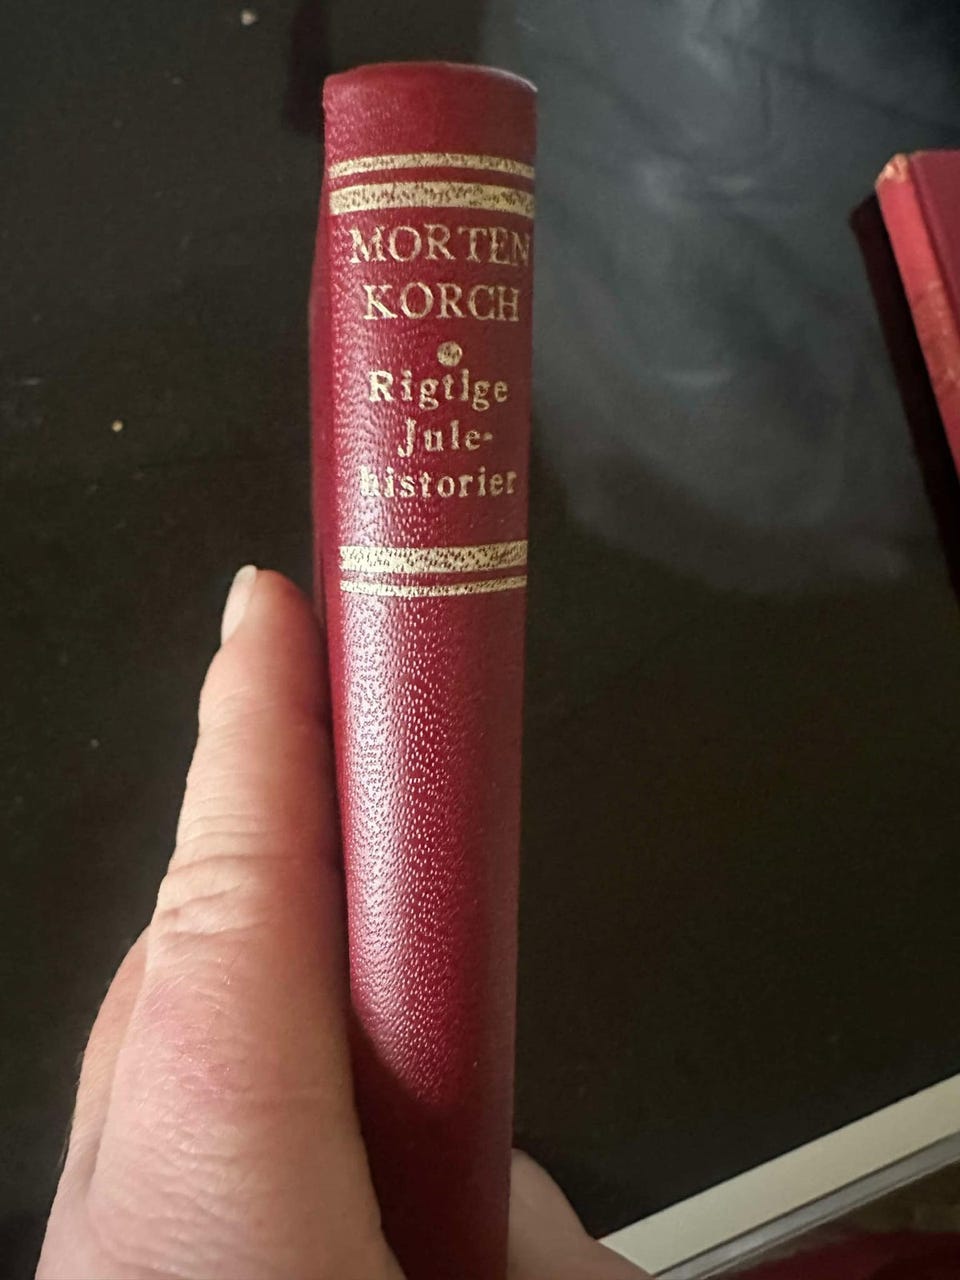 MORTEN
KORCH
Rigtige
Jule-
historier